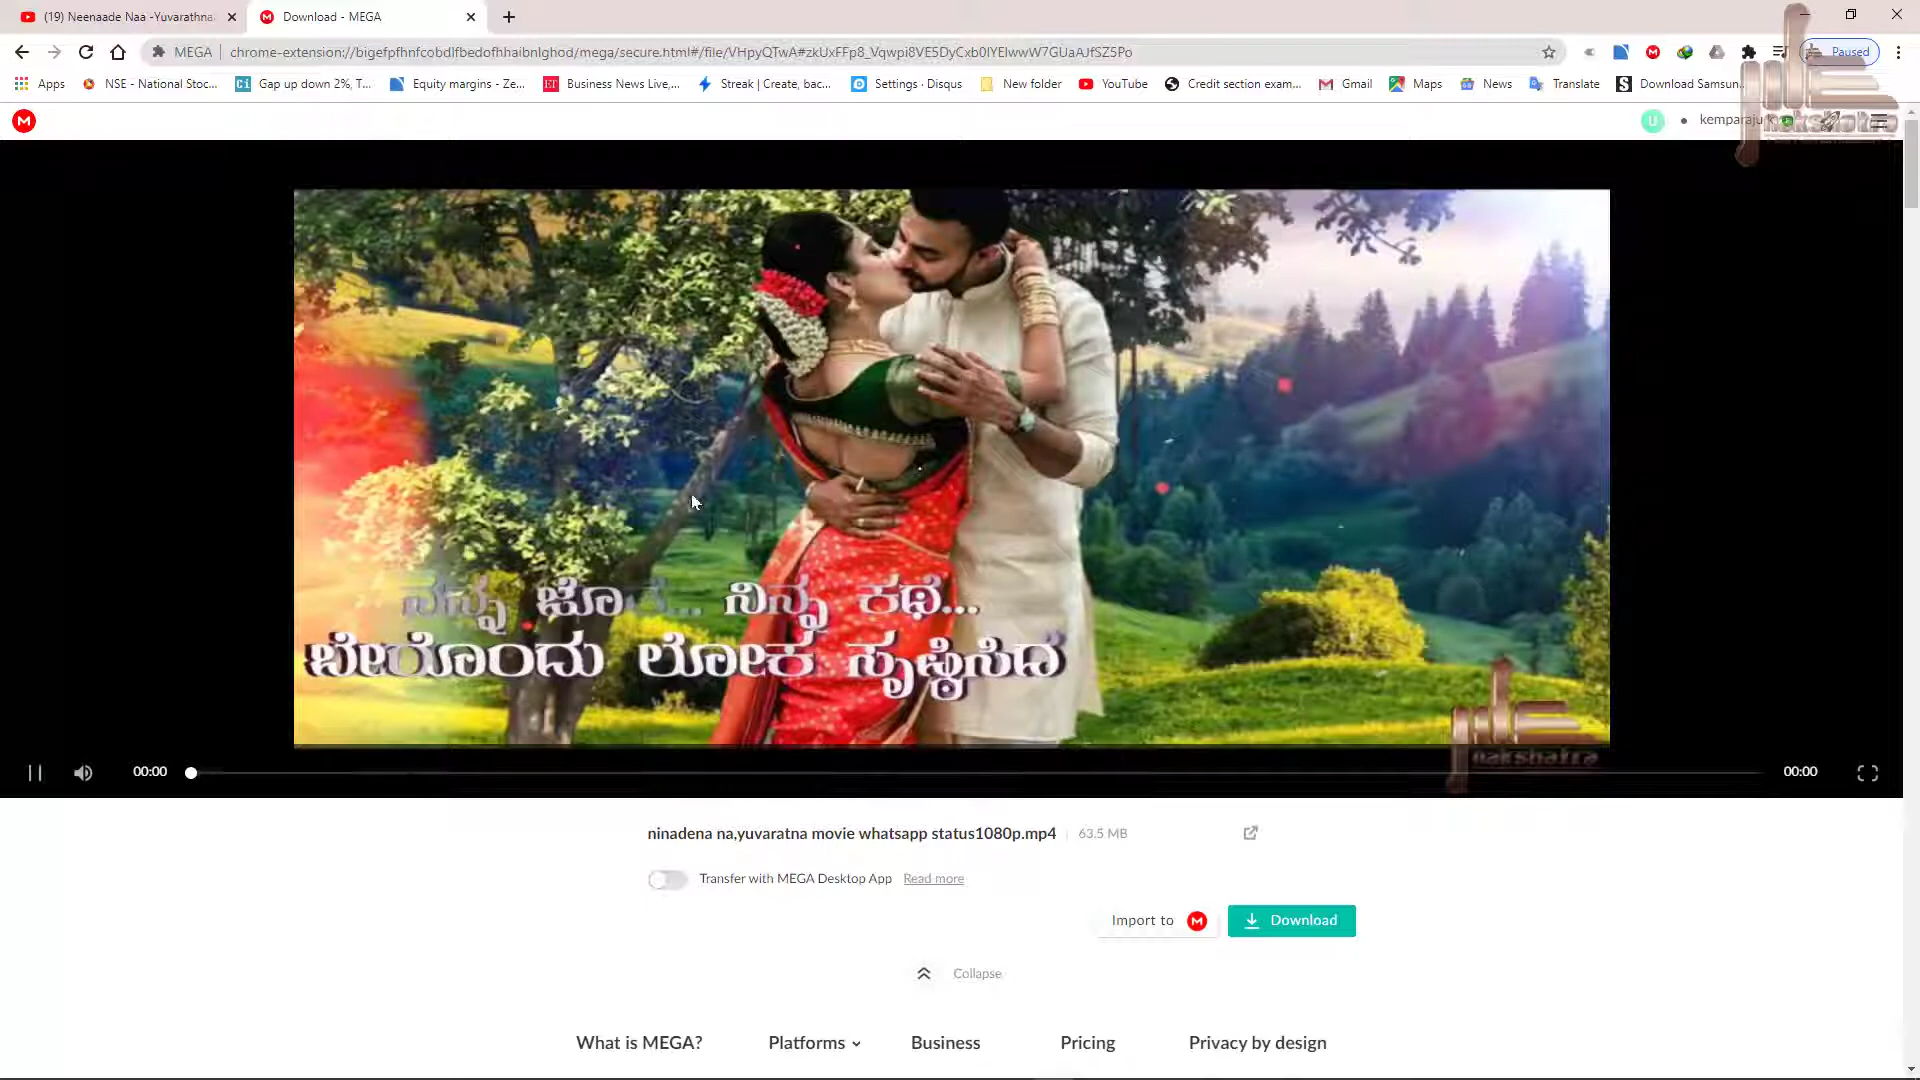 (19) Neenaade Naa -Yuvarathna
Download - MEGA
MEGA
chrome-extension://bigefpfhnfcobdlfbedofhhaibnlghod/mega/secure.html#/file/VHpyQTwA#zkUxFFp8_Vqwpi8VE5DyCxb0lYElwwW7GUaAJfSZ5Po
Paused
Apps NSE - National Stoc... Gap up down 2%, T... Equity margins - Ze... Business News Live,... Streak | Create, bac... Settings · Disqus New folder YouTube Credit section exam... Gmail Maps News Translate Download Samsun...
U kemparaju k
ನನ್ನ ಜೊತೆ... ನಿನ್ನ ಕಥೆ...
ಬೇರೊಂದು ಲೋಕ ಸೃಷ್ಠಿಸಿದೆ
nakshatra
00:00 00:00
ninadena na,yuvaratna movie whatsapp status1080p.mp4 63.5 MB
Transfer with MEGA Desktop App Read more
Import to Download
Collapse
What is MEGA? Platforms Business Pricing Privacy by design